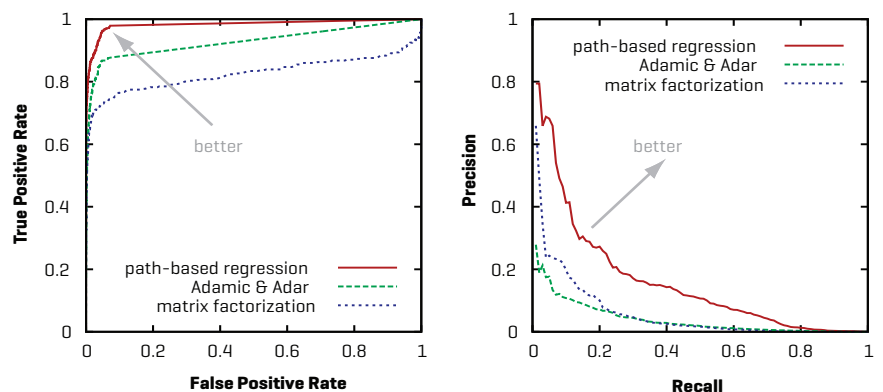 1
0.8
0.6
0.4
0.2
0
0
0.2
0.4
0.6
0.8
1
True Positive Rate
False Positive Rate
better
path-based regression
Adamic & Adar
matrix factorization
1
0.8
0.6
0.4
0.2
0
0
0.2
0.4
0.6
0.8
1
Precision
Recall
path-based regression
Adamic & Adar
matrix factorization
better